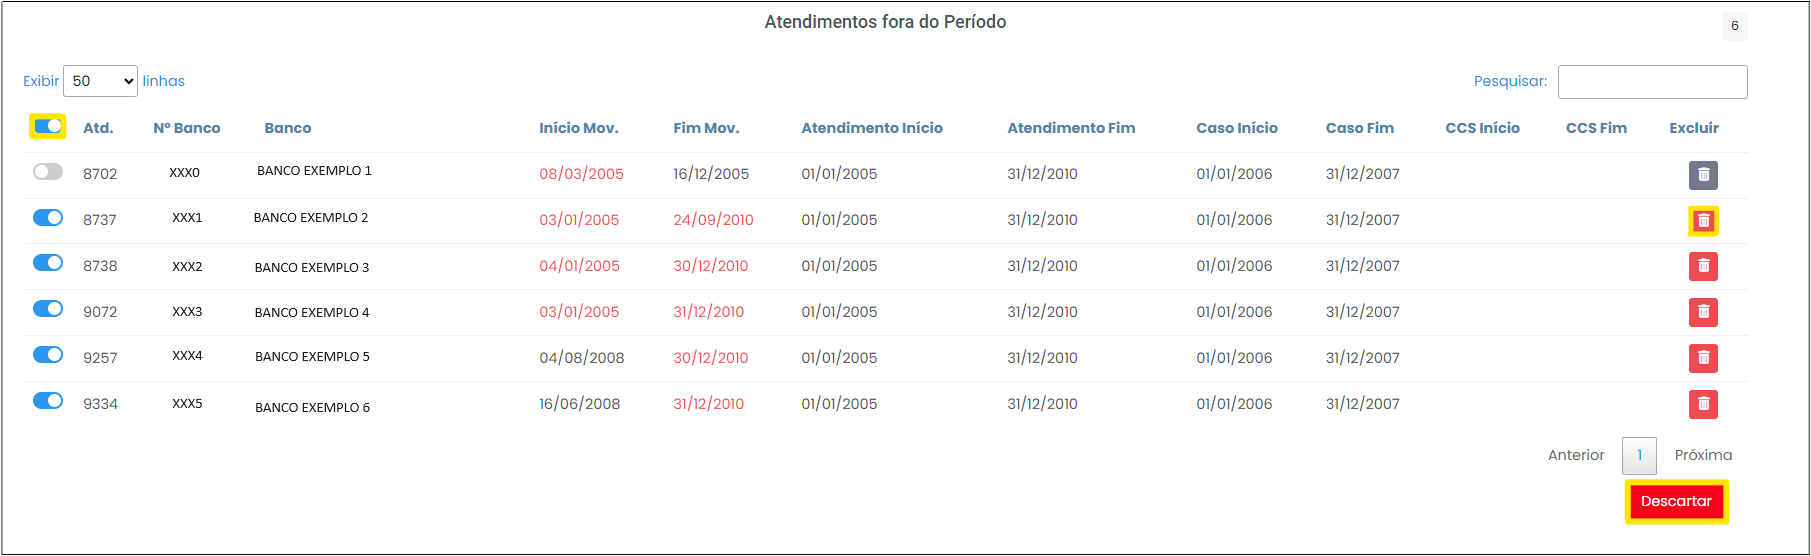 Atendimentos fora do Período
6
Exibir 50 linhas
Pesquisar:
Atd. Nº Banco Banco Início Mov. Fim Mov. Atendimento Início Atendimento Fim Caso Início Caso Fim CCS Início CCS Fim Excluir
8702 XXX0 BANCO EXEMPLO 1 08/03/2005 16/12/2005 01/01/2005 31/12/2010 01/01/2006 31/12/2007
8737 XXX1 BANCO EXEMPLO 2 03/01/2005 24/09/2010 01/01/2005 31/12/2010 01/01/2006 31/12/2007
8738 XXX2 BANCO EXEMPLO 3 04/01/2005 30/12/2010 01/01/2005 31/12/2010 01/01/2006 31/12/2007
9072 XXX3 BANCO EXEMPLO 4 03/01/2005 31/12/2010 01/01/2005 31/12/2010 01/01/2006 31/12/2007
9257 XXX4 BANCO EXEMPLO 5 04/08/2008 30/12/2010 01/01/2005 31/12/2010 01/01/2006 31/12/2007
9334 XXX5 BANCO EXEMPLO 6 16/06/2008 31/12/2010 01/01/2005 31/12/2010 01/01/2006 31/12/2007
Anterior 1 Próxima
Descartar